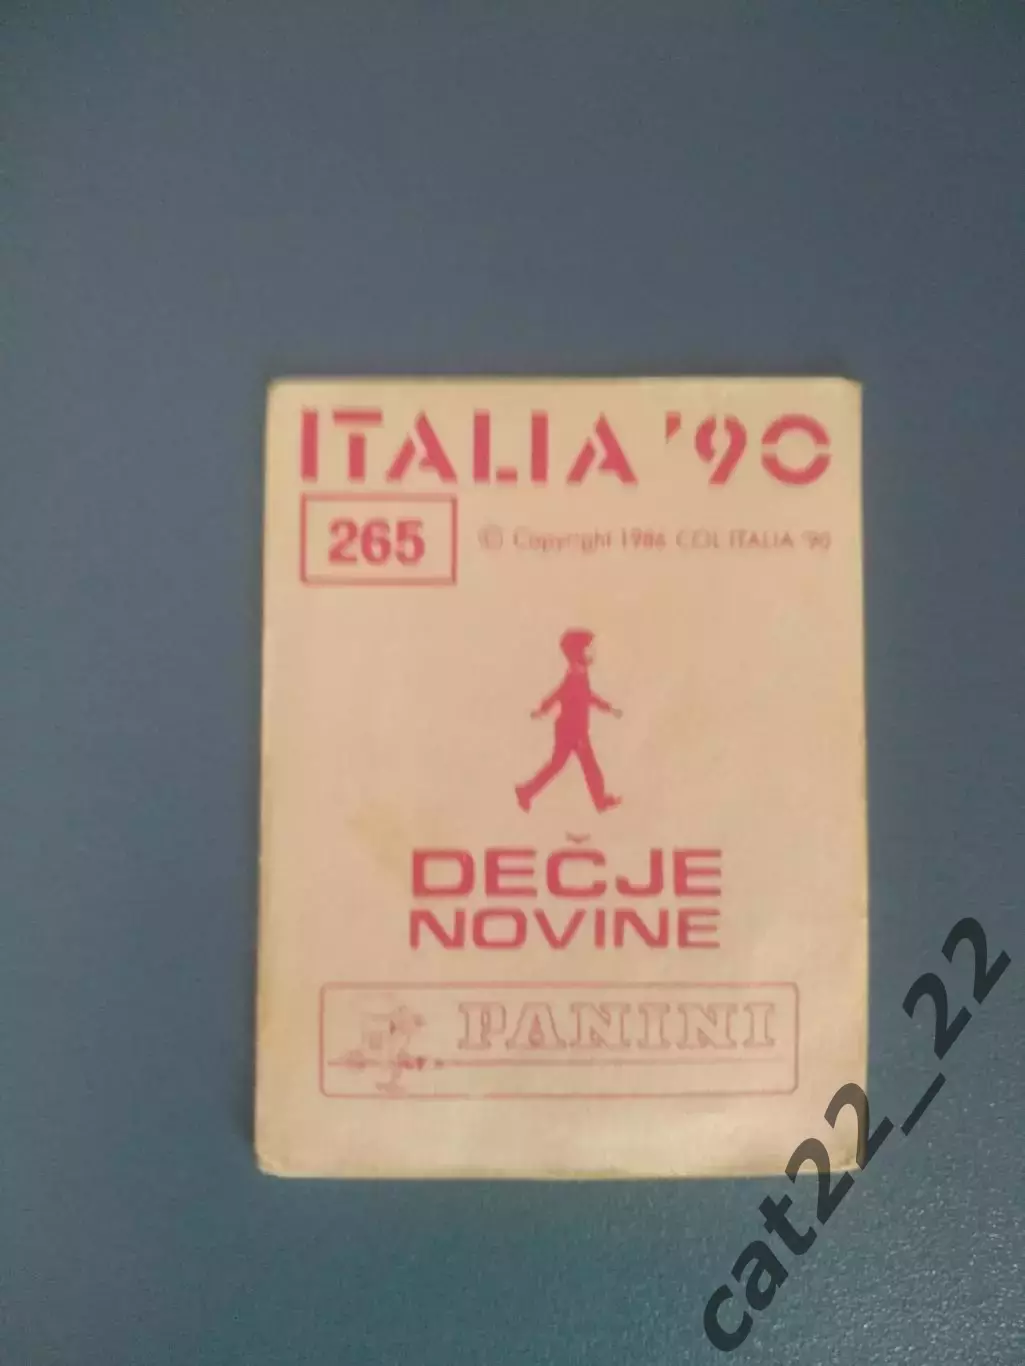 ITALIA '90
265
© Copyright 1986 COL ITALIA '90
DEČJE
NOVINE
PANINI
cat22_22